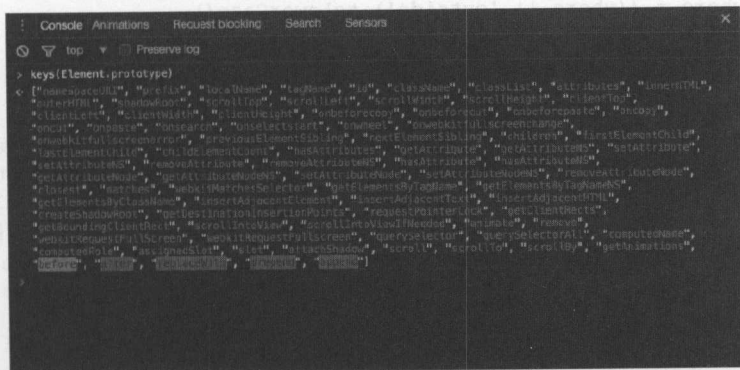 Console Animations Request blocking Search Sensors
top Preserve log
keys(Element.prototype)
["namespaceURI", "prefix", "localName", "tagName", "id", "className", "classList", "attributes", "innerHTML",
"outerHTML", "shadowRoot", "scrollTop", "scrollLeft", "scrollWidth", "scrollHeight", "clientTop",
"clientLeft", "clientWidth", "clientHeight", "onbeforecopy", "onbeforecut", "onbeforepaste", "oncopy",
"oncut", "onpaste", "onsearch", "onselectstart", "onwheel", "onwebkitfullscreenchange",
"onwebkitfullscreenerror", "previousElementSibling", "nextElementSibling", "children", "firstElementChild",
"lastElementChild", "childElementCount", "hasAttributes", "getAttribute", "getAttributeNS", "setAttribute",
"setAttributeNS", "removeAttribute", "removeAttributeNS", "hasAttribute", "hasAttributeNS",
"getAttributeNode", "getAttributeNodeNS", "setAttributeNode", "setAttributeNodeNS", "removeAttributeNode",
"closest", "matches", "webkitMatchesSelector", "getElementsByTagName", "getElementsByTagNameNS",
"getElementsByClassName", "insertAdjacentElement", "insertAdjacentText", "insertAdjacentHTML",
"createShadowRoot", "getDestinationInsertionPoints", "requestPointerLock", "getClientRects",
"getBoundingClientRect", "scrollIntoView", "scrollIntoViewIfNeeded", "animate", "remove",
"webkitRequestFullScreen", "webkitRequestFullscreen", "querySelector", "querySelectorAll", "computedName",
"computedRole", "assignedSlot", "slot", "attachShadow", "scroll", "scrollTo", "scrollBy", "getAnimations",
"before", "after", "replaceWith", "prepend", "append"]